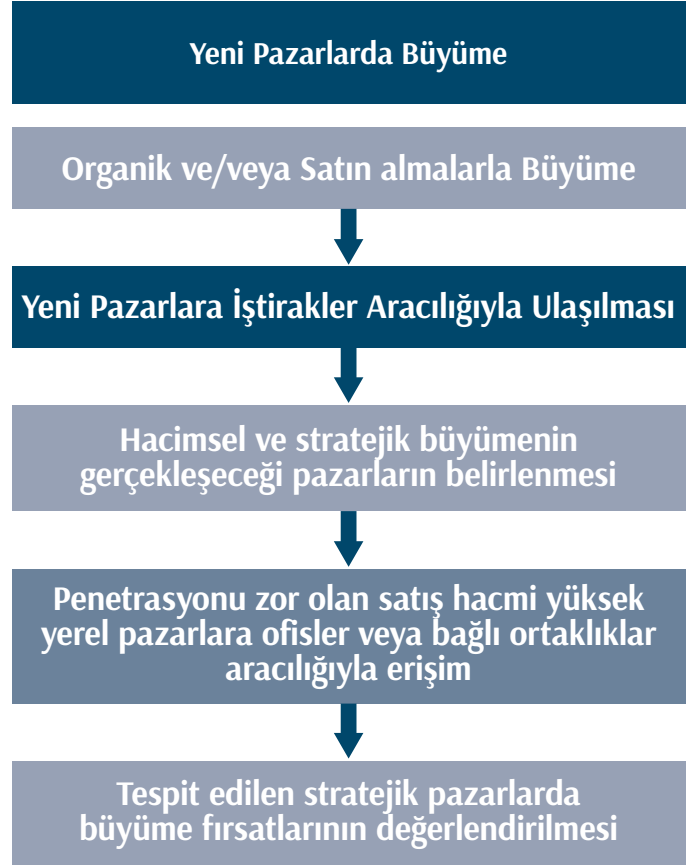 Yeni Pazarlarda Büyüme
Organik ve/veya Satın almalarla Büyüme
Yeni Pazarlara İştirakler Aracılığıyla Ulaşılması
Hacimsel ve stratejik büyümenin
gerçekleşeceği pazarların belirlenmesi
Penetrasyonu zor olan satış hacmi yüksek
yerel pazarlara ofisler veya bağlı ortaklıklar
aracılığıyla erişim
Tespit edilen stratejik pazarlarda
büyüme fırsatlarının değerlendirilmesi